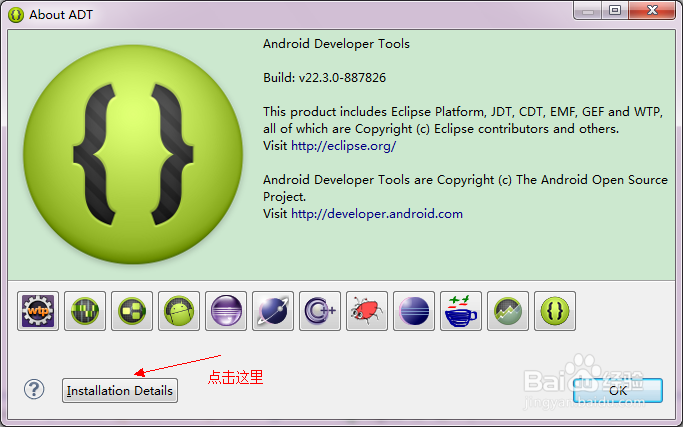 About ADT
Android Developer Tools
Build: v22.3.0-887826
This product includes Eclipse Platform, JDT, CDT, EMF, GEF and WTP,
all of which are Copyright (c) Eclipse contributors and others.
Visit http://eclipse.org/
Android Developer Tools are Copyright (c) The Android Open Source
Project.
Visit http://developer.android.com
wtp
C++
点击这里
Installation Details
OK
Baidu经验
jingyan.baidu.com